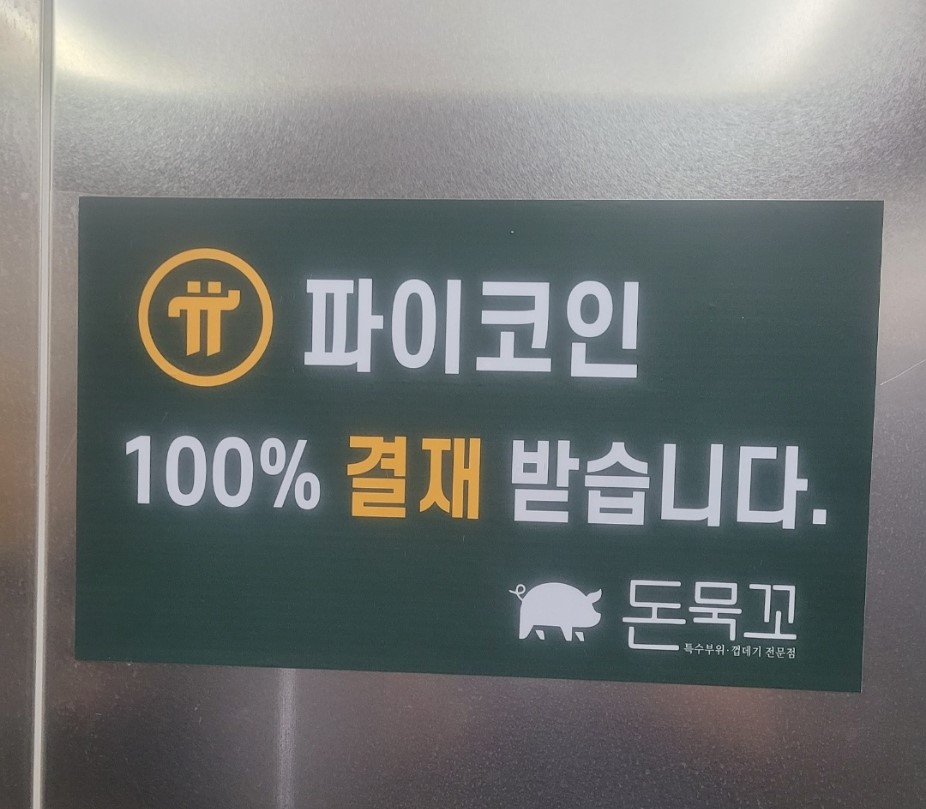 파이코인
100% 결재 받습니다.
돈묵꼬
특수부위·껍데기 전문점